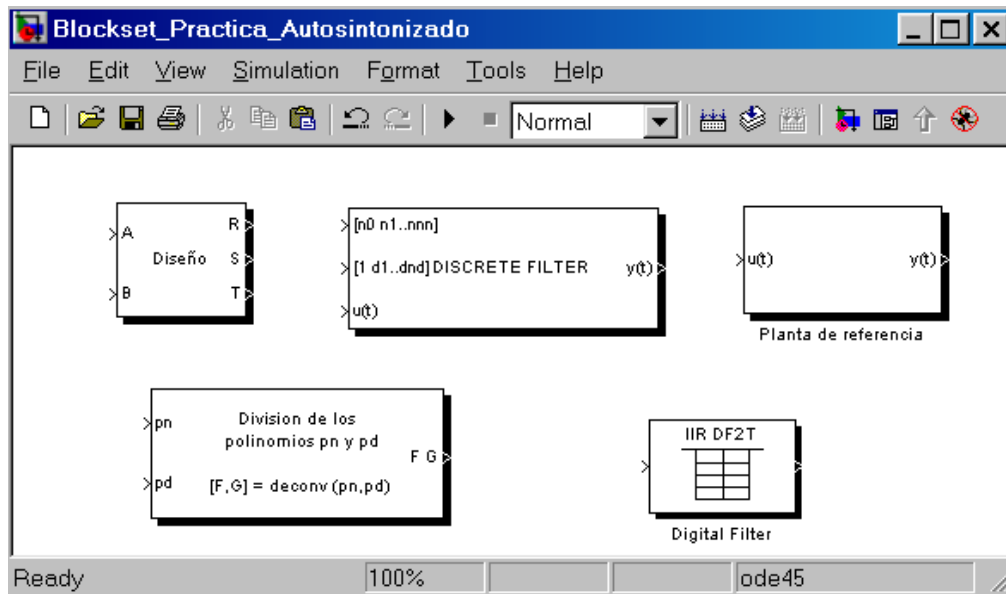 Blockset_Practica_Autosintonizado
File Edit View Simulation Format Tools Help
Normal
A
B
Diseño
R
S
T
[n0 n1..nnn]
[1 d1..dnd] DISCRETE FILTER
u(t)
y(t)
u(t)
y(t)
Planta de referencia
pn
pd
Division de los
polinomios pn y pd
[F,G] = deconv (pn,pd)
F G
IIR DF2T
Digital Filter
Ready
100%
ode45